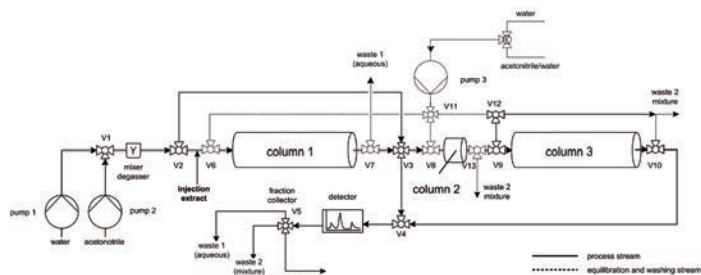 water
waste 1
(aqueous)
acetonitrile/water
pump 3
waste 2
mixture
V11
V12
V1
Y
mixer
degasser
V2
V6
column 1
V7
V3
V8
column 2
V13
V9
column 3
V10
injection
extract
pump 1
pump 2
water
acetonotrile
waste 2
mixture
fraction
collector
V5
detector
V4
waste 1
(aqueous)
waste 2
(mixture)
process stream
equilibration and washing stream